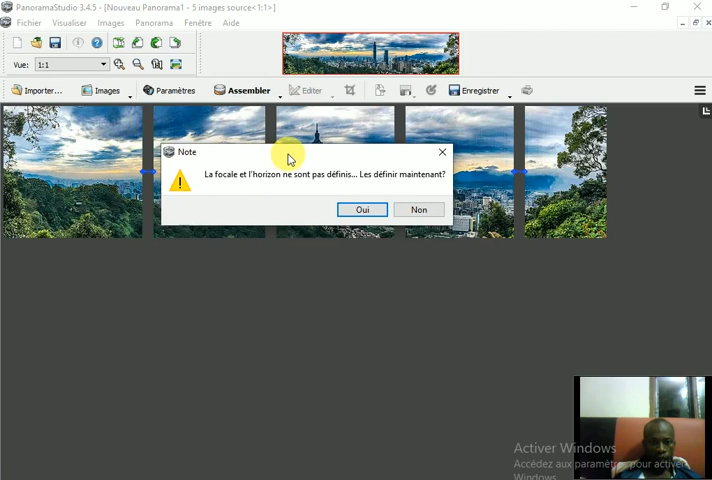 PanoramaStudio 3.4.5 - [Nouveau Panorama1 - 5 images source<1:1>]
Fichier Visualiser Images Panorama Fenêtre Aide
Vue: 1:1
Importer... Images Paramètres Assembler Editer Enregistrer
Note
La focale et l'horizon ne sont pas définis... Les définir maintenant?
Oui Non
Activer Windows
Accédez aux paramètres pour activer
Windows.